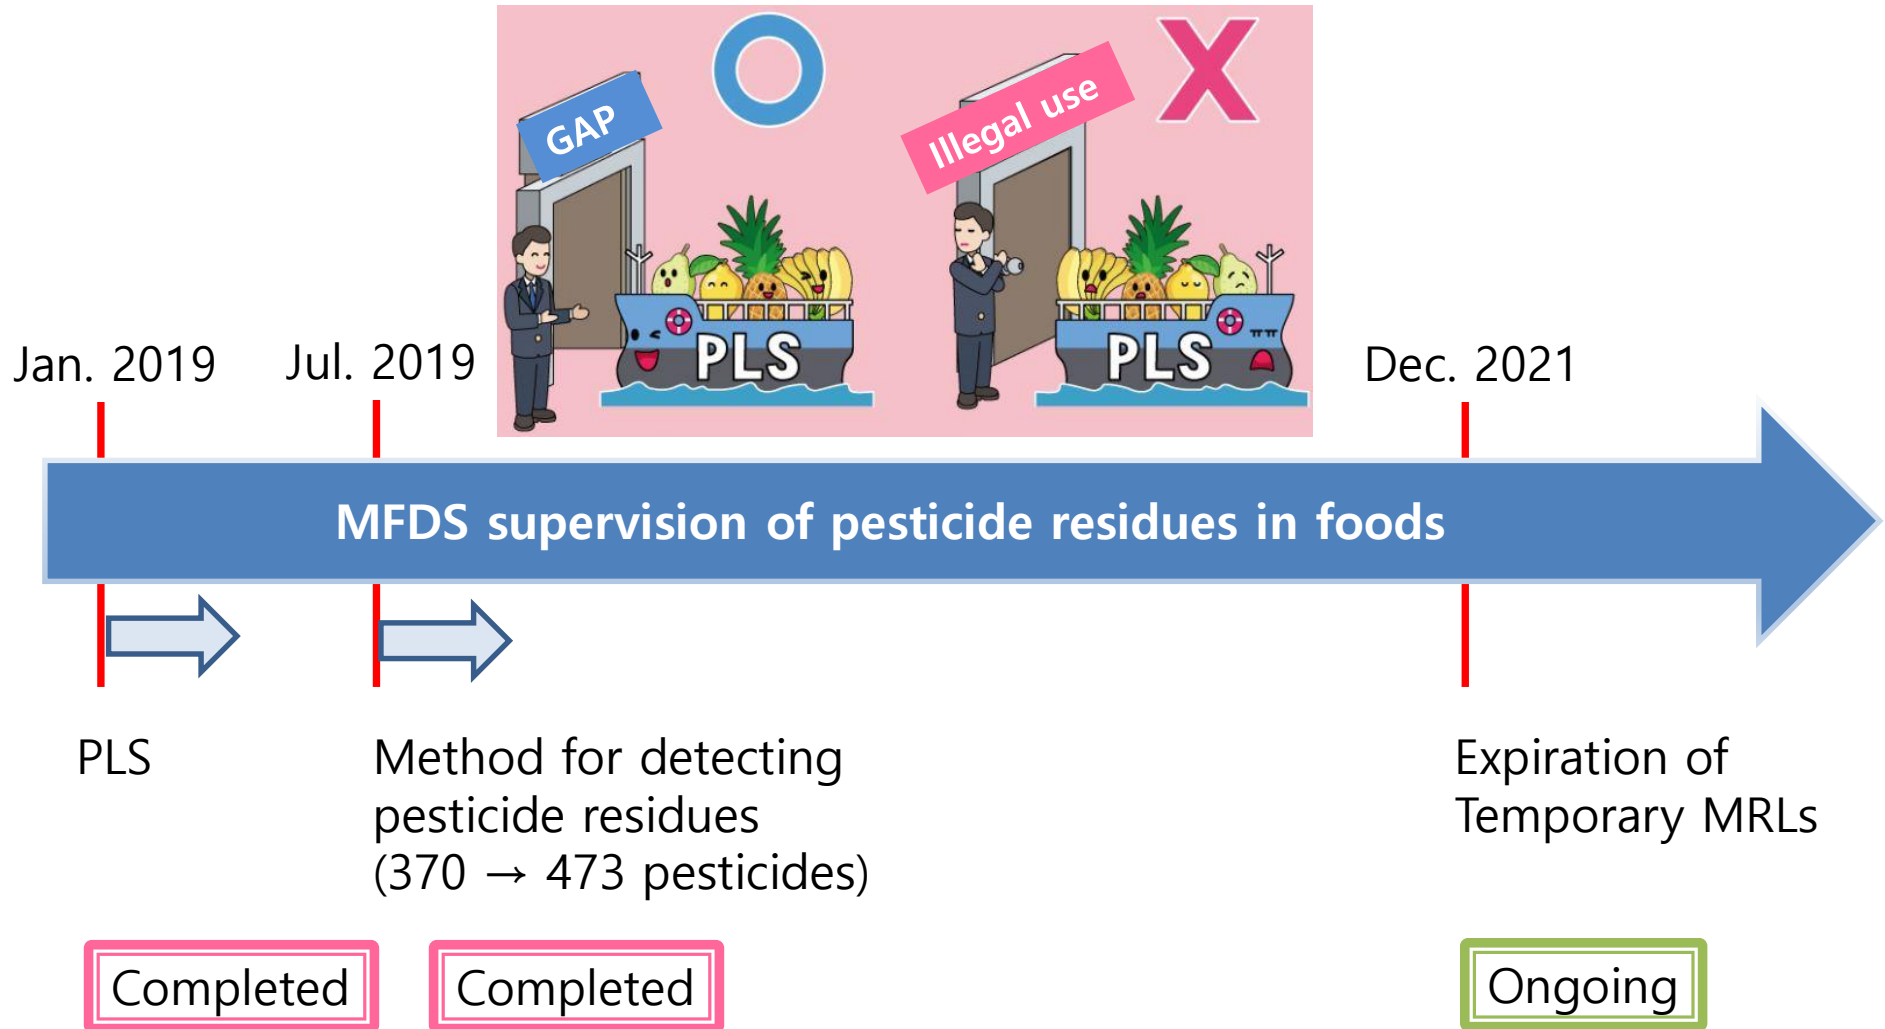 GAP
O
Illegal use
X
PLS
PLS
Jan. 2019
Jul. 2019
Dec. 2021
MFDS supervision of pesticide residues in foods
PLS
Method for detecting
pesticide residues
(370 → 473 pesticides)
Expiration of
Temporary MRLs
Completed
Completed
Ongoing